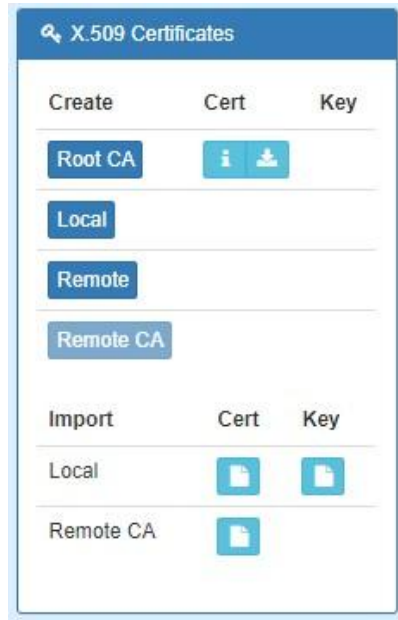 X.509 Certificates
Create Cert Key
Root CA
Local
Remote
Remote CA
Import Cert Key
Local
Remote CA